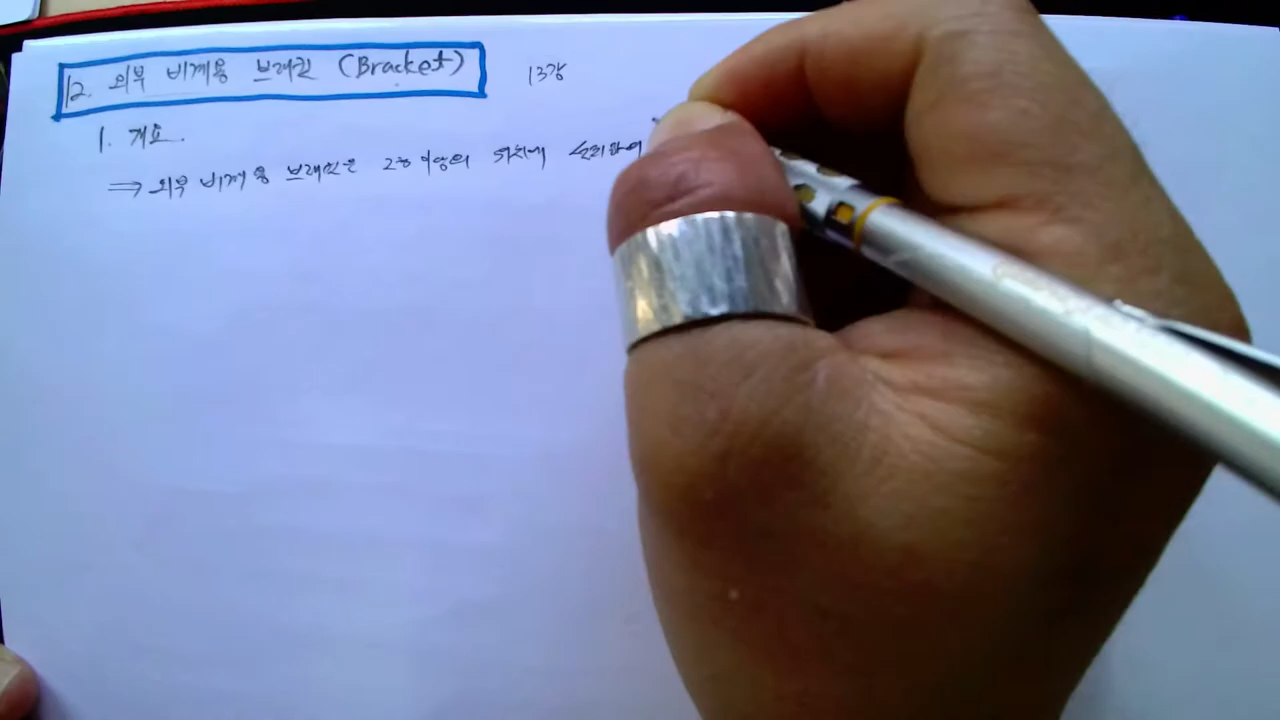 12. 외부 비계용 브래킷 (Bracket) 13강
1. 개요.
⇒ 외부 비계용 브래킷은 2층 이상의 위치에 설치하여